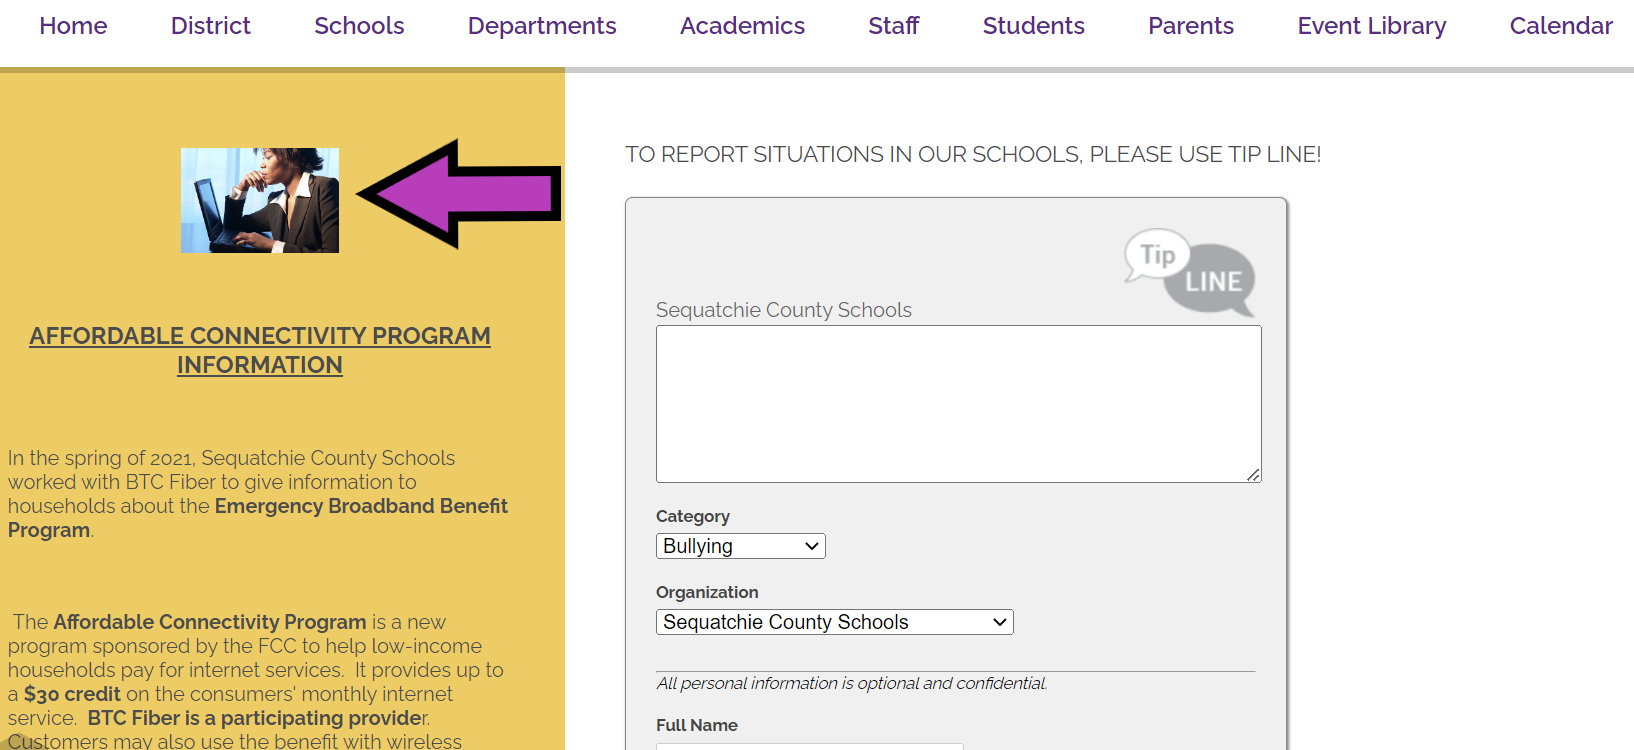 Home District Schools Departments Academics Staff Students Parents Event Library Calendar
AFFORDABLE CONNECTIVITY PROGRAM
INFORMATION
In the spring of 2021, Sequatchie County Schools
worked with BTC Fiber to give information to
households about the Emergency Broadband Benefit
Program.
The Affordable Connectivity Program is a new
program sponsored by the FCC to help low-income
households pay for internet services. It provides up to
a $30 credit on the consumers' monthly internet
service. BTC Fiber is a participating provider.
Customers may also use the benefit with wireless
TO REPORT SITUATIONS IN OUR SCHOOLS, PLEASE USE TIP LINE!
Tip
LINE
Sequatchie County Schools
Category
Bullying
Organization
Sequatchie County Schools
All personal information is optional and confidential.
Full Name